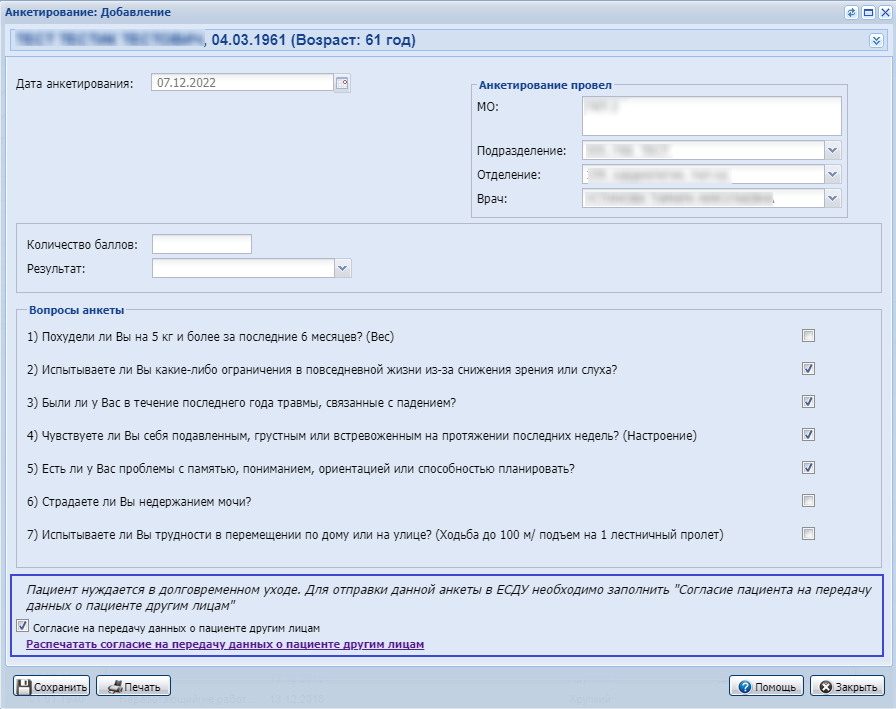 Анкетирование: Добавление
, 04.03.1961 (Возраст: 61 год)
Дата анкетирования: 07.12.2022
Анкетирование провел
МО:
Подразделение:
Отделение:
Врач:
Количество баллов:
Результат:
Вопросы анкеты
1) Похудели ли Вы на 5 кг и более за последние 6 месяцев? (Вес)
2) Испытываете ли Вы какие-либо ограничения в повседневной жизни из-за снижения зрения или слуха?
3) Были ли у Вас в течение последнего года травмы, связанные с падением?
4) Чувствуете ли Вы себя подавленным, грустным или встревоженным на протяжении последних недель? (Настроение)
5) Есть ли у Вас проблемы с памятью, пониманием, ориентацией или способностью планировать?
6) Страдаете ли Вы недержанием мочи?
7) Испытываете ли Вы трудности в перемещении по дому или на улице? (Ходьба до 100 м/ подъем на 1 лестничный пролет)
Пациент нуждается в долговременном уходе. Для отправки данной анкеты в ЕСДУ необходимо заполнить "Согласие пациента на передачу
данных о пациенте другим лицам"
Согласие на передачу данных о пациенте другим лицам
Распечатать согласие на передачу данных о пациенте другим лицам
Сохранить Печать Помощь Закрыть